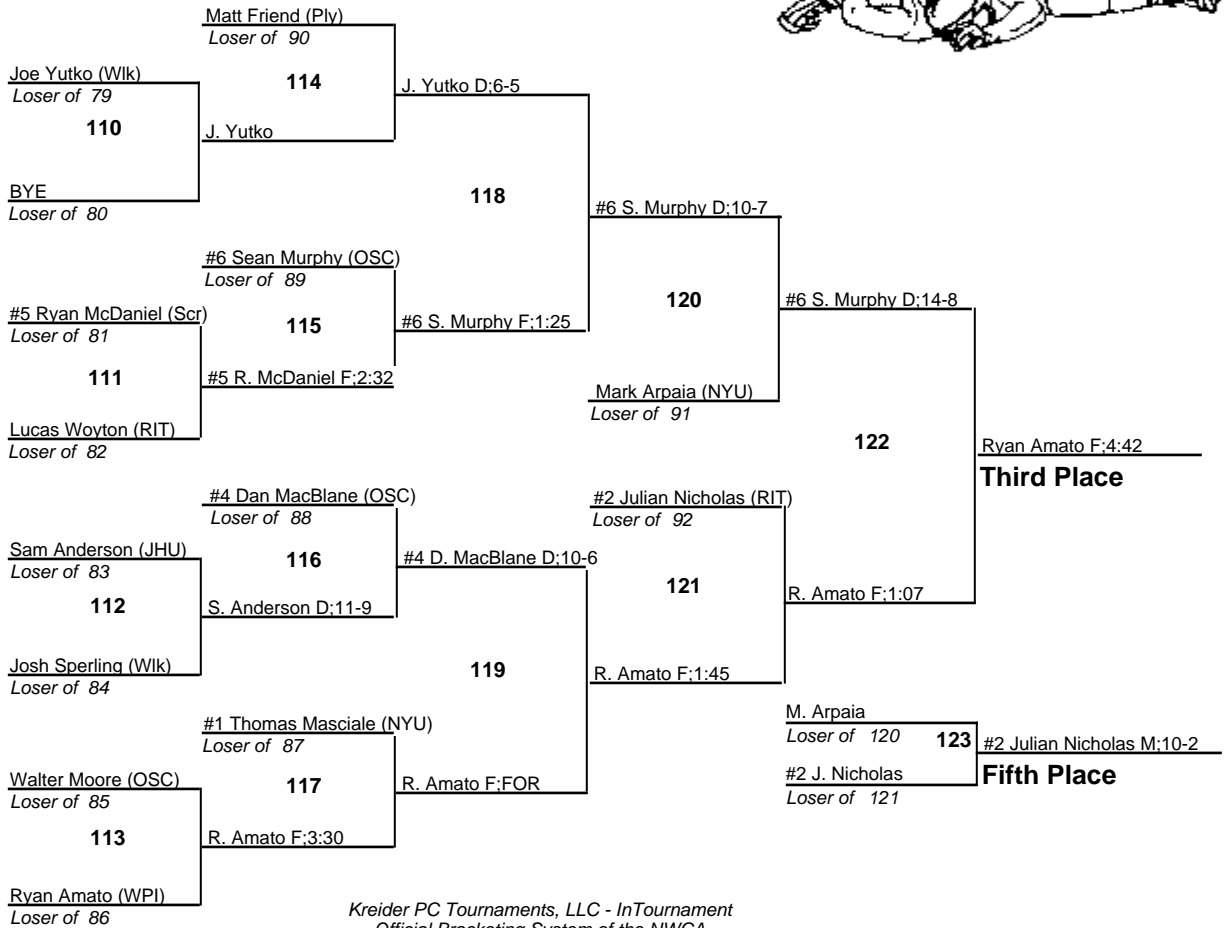 Matt Friend (Ply)
Loser of 90
Joe Yutko (Wlk)
Loser of 79
114
J. Yutko D;6-5
110
J. Yutko
BYE
Loser of 80
118
#6 S. Murphy D;10-7
#6 Sean Murphy (OSC)
Loser of 89
#5 Ryan McDaniel (Scr)
Loser of 81
115
#6 S. Murphy F;1:25
120
#6 S. Murphy D;14-8
111
#5 R. McDaniel F;2:32
Mark Arpaia (NYU)
Loser of 91
Lucas Woyton (RIT)
Loser of 82
122
Ryan Amato F;4:42
Third Place
#4 Dan MacBlane (OSC)
Loser of 88
#2 Julian Nicholas (RIT)
Loser of 92
Sam Anderson (JHU)
Loser of 83
116
#4 D. MacBlane D;10-6
121
R. Amato F;1:07
112
S. Anderson D;11-9
Josh Sperling (Wlk)
Loser of 84
119
R. Amato F;1:45
#1 Thomas Masciale (NYU)
Loser of 87
M. Arpaia
Loser of 120
123
#2 Julian Nicholas M;10-2
Fifth Place
#2 J. Nicholas
Loser of 121
Walter Moore (OSC)
Loser of 85
117
R. Amato F;FOR
113
R. Amato F;3:30
Ryan Amato (WPI)
Loser of 86
Kreider PC Tournaments, LLC - InTournament
Official Bracketing System of the NWCA